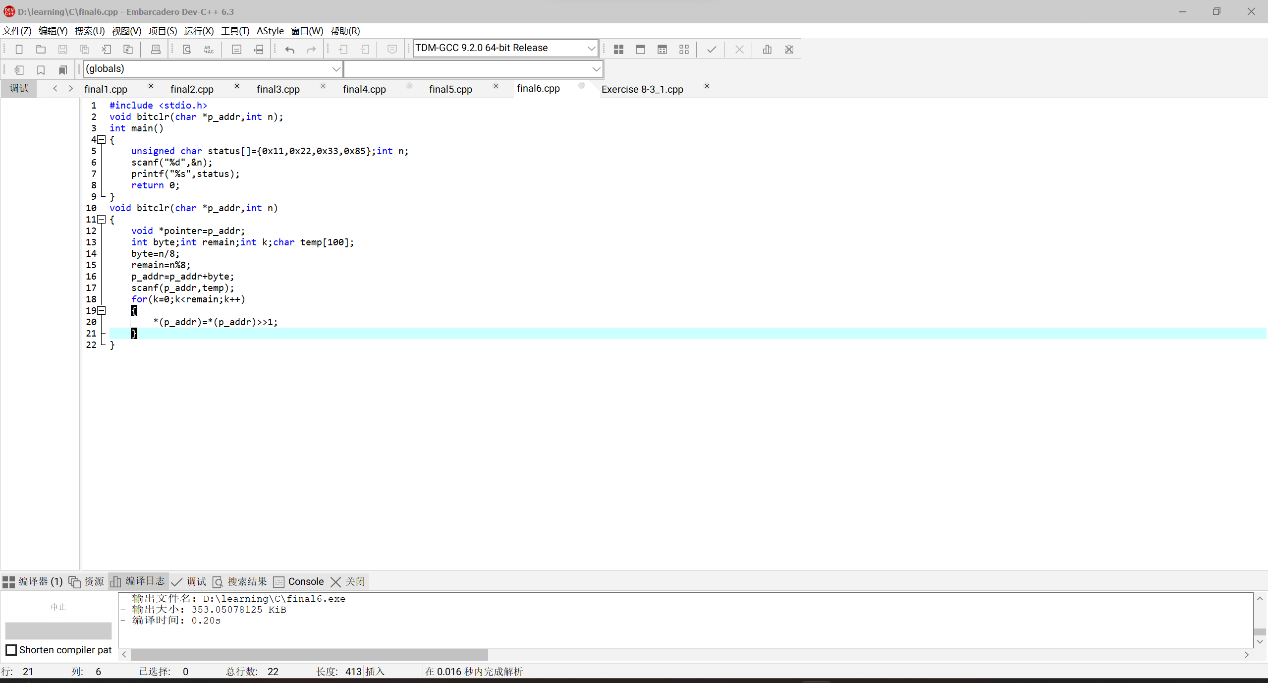 D:\learning\C\final6.cpp - Embarcadero Dev-C++ 6.3
文件(Z) 编辑(Y) 搜索(U) 视图(V) 项目(S) 运行(X) 工具(T) AStyle 窗口(W) 帮助(R)
TDM-GCC 9.2.0 64-bit Release
(globals)
调试 final1.cpp final2.cpp final3.cpp final4.cpp final5.cpp final6.cpp Exercise 8-3_1.cpp
1 #include <stdio.h>
2 void bitclr(char *p_addr,int n);
3 int main()
4 {
5 unsigned char status[]={0x11,0x22,0x33,0x85};int n;
6 scanf("%d",&n);
7 printf("%s",status);
8 return 0;
9 }
10 void bitclr(char *p_addr,int n)
11 {
12 void *pointer=p_addr;
13 int byte;int remain;int k;char temp[100];
14 byte=n/8;
15 remain=n%8;
16 p_addr=p_addr+byte;
17 scanf(p_addr,temp);
18 for(k=0;k<remain;k++)
19 {
20 *(p_addr)=*(p_addr)>>1;
21 }
22 }
编译器 (1) 资源 编译日志 调试 搜索结果 Console 关闭
中止
Shorten compiler pat
- 输出文件名: D:\learning\C\final6.exe
- 输出大小: 353.05078125 KiB
- 编译时间: 0.20s
行: 21 列: 6 已选择: 0 总行数: 22 长度: 413 插入 在 0.016 秒内完成解析